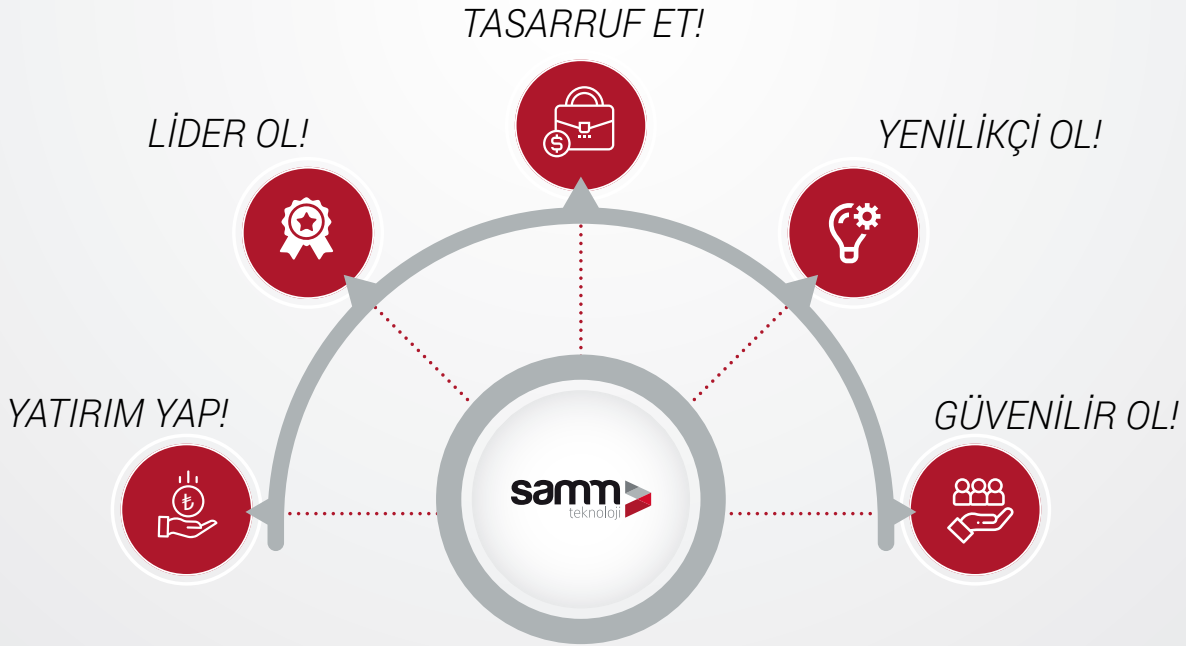 TASARRUF ET!
LİDER OL!
YENİLİKÇİ OL!
$
YATIRIM YAP!
GÜVENİLİR OL!
₺
samm
teknoloji